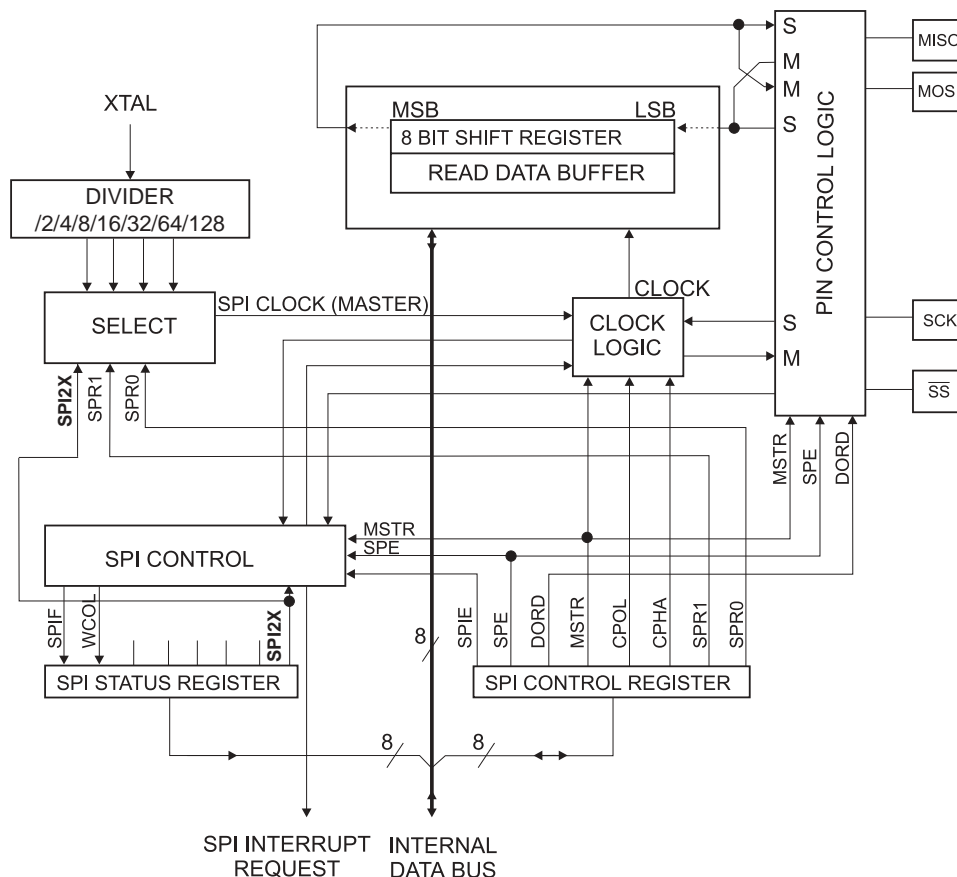 S
MISO
M
XTAL
MSB
LSB
M
MOS
8 BIT SHIFT REGISTER
S
READ DATA BUFFER
DIVIDER
/2/4/8/16/32/64/128
PIN CONTROL LOGIC
SPI CLOCK (MASTER)
CLOCK
SELECT
CLOCK
LOGIC
S
SCK
M
SPI2X
SPR1
SPR0
SS
MSTR
SPE
DORD
MSTR
SPE
SPI CONTROL
SPIF
WCOL
SPI2X
8
SPIE
SPE
DORD
MSTR
CPOL
CPHA
SPR1
SPR0
SPI STATUS REGISTER
SPI CONTROL REGISTER
8
8
SPI INTERRUPT
REQUEST
INTERNAL
DATA BUS